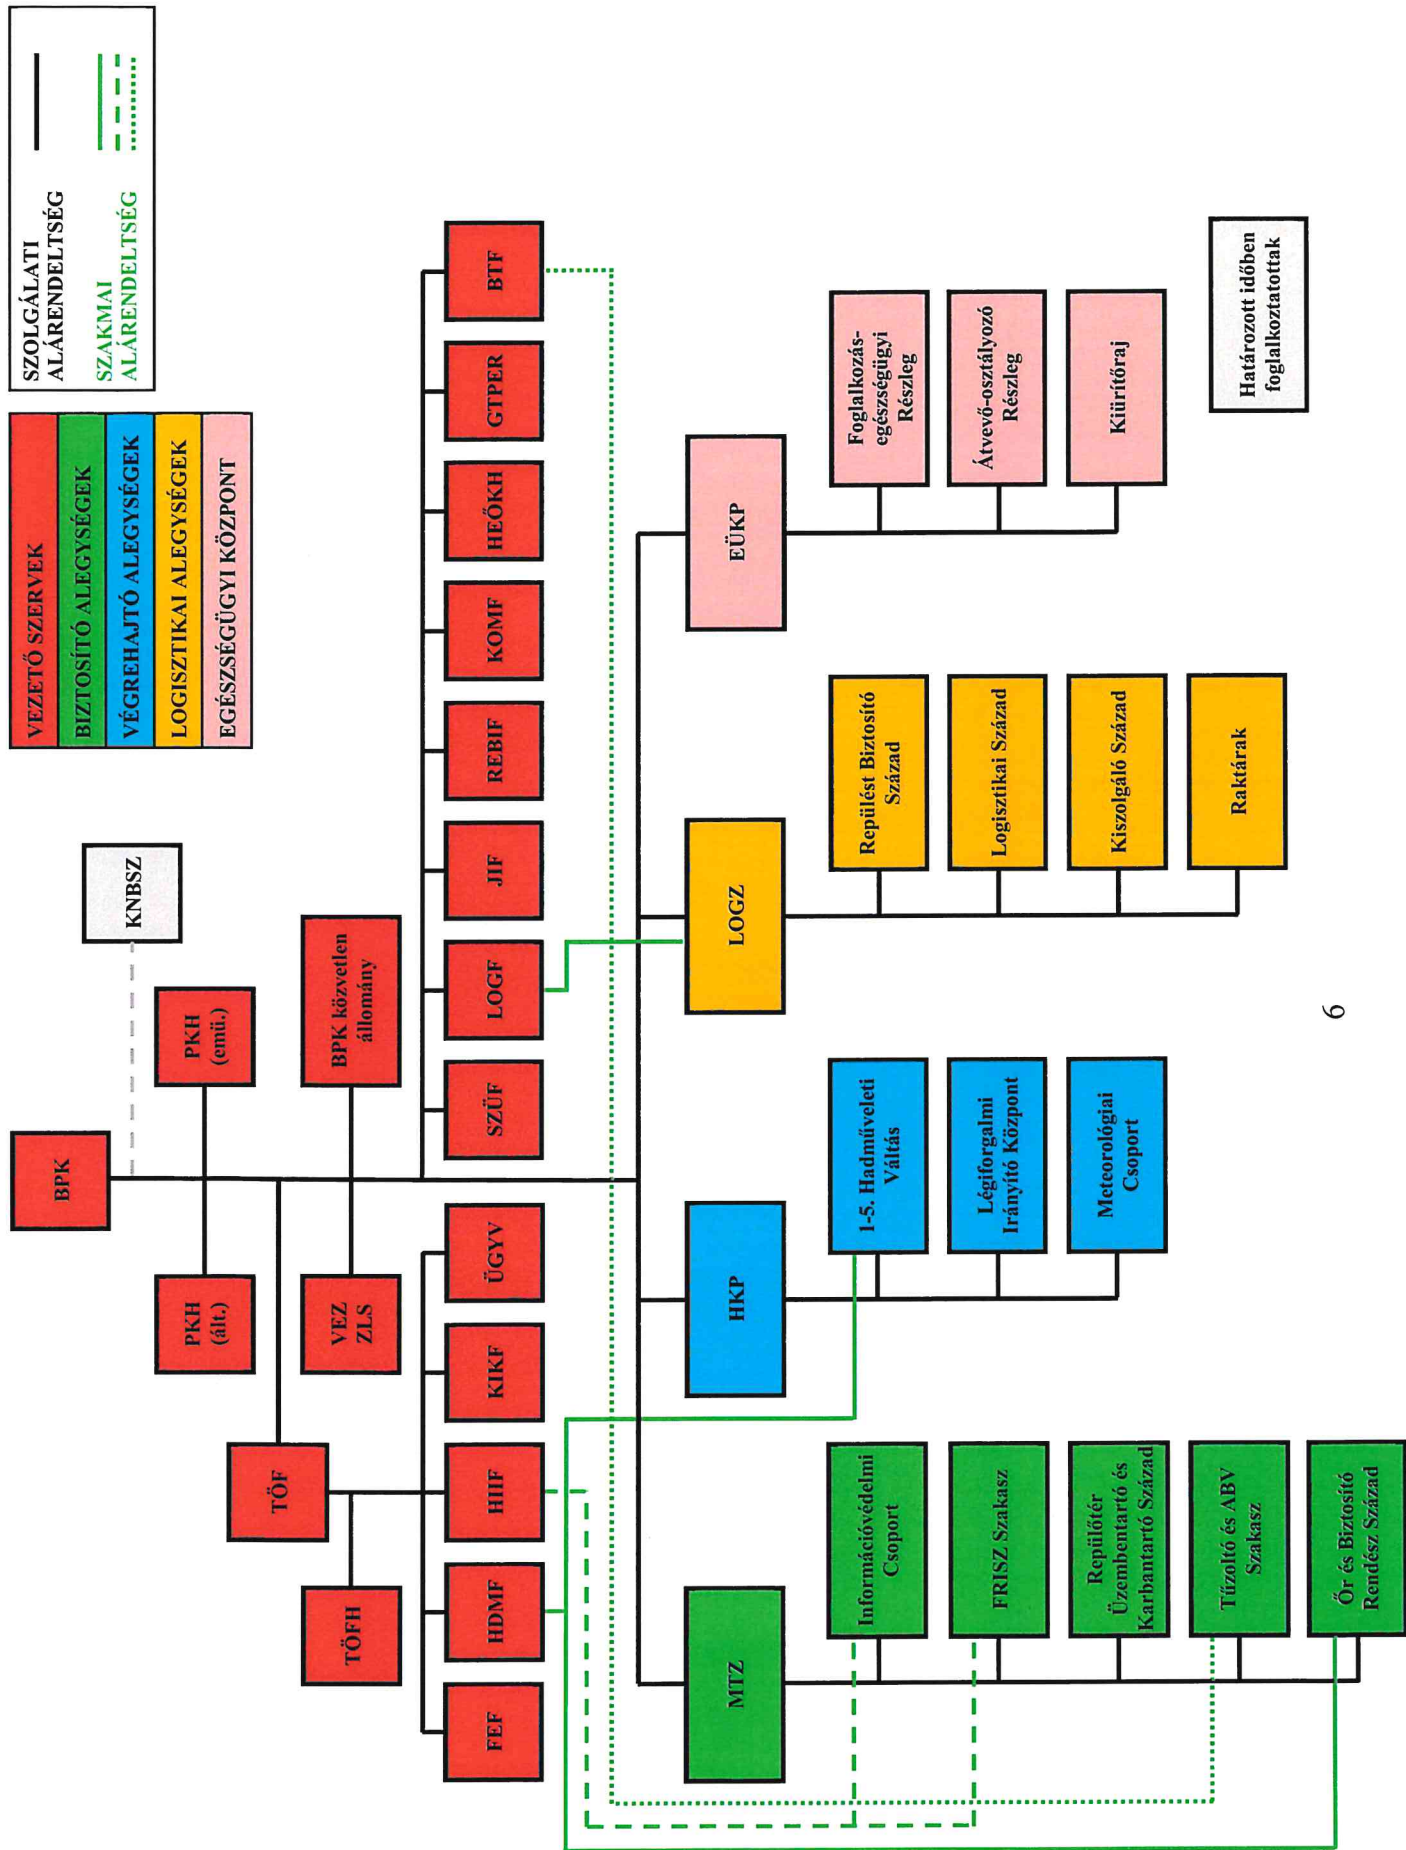 BPK
KNBSZ
PKH
(ált.)
PKH
(emü.)
TÖF
TÖFH
VEZ
ZLS
BPK közvetlen
állomány
FEF
HDMF
HIIF
KIKF
ÜGYV
SZÜF
LOGF
JIF
REBIF
KOMF
HEÖKH
GTPER
BTF
VEZETŐ SZERVEK
BIZTOSÍTÓ ALEGYSÉGEK
VÉGREHAJTÓ ALEGYSÉGEK
LOGISZTIKAI ALEGYSÉGEK
EGÉSZSÉGÜGYI KÖZPONT
SZOLGÁLATI
ALÁRENDELTSÉG
SZAKMAI
ALÁRENDELTSÉG
MTZ
Információvédelmi
Csoport
FRISZ Szakasz
Repülőtér
Üzembentartó és
Karbantartó Század
Tűzoltó és ABV
Szakasz
Őr és Biztosító
Rendész Század
HKP
1-5. Hadműveleti
Váltás
Légiforgalmi
Irányító Központ
Meteorológiai
Csoport
LOGZ
Repülést Biztosító
Század
Logisztikai Század
Kiszolgáló Század
Raktárak
EÜKP
Foglalkozás-
egészségügyi
Részleg
Átvevő-osztályozó
Részleg
Kiürítőraj
Határozott időben
foglalkoztatottak
6